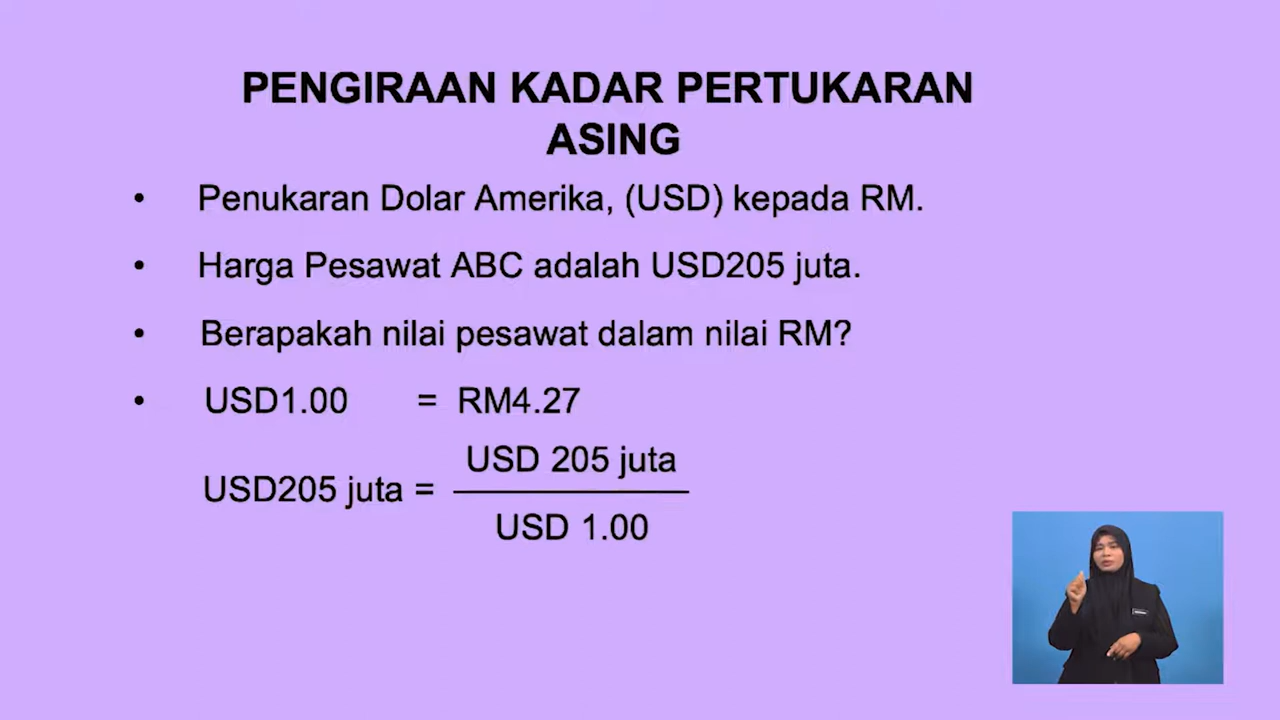 PENGIRAAN KADAR PERTUKARAN
ASING
• Penukaran Dolar Amerika, (USD) kepada RM.
• Harga Pesawat ABC adalah USD205 juta.
• Berapakah nilai pesawat dalam nilai RM?
• USD1.00 = RM4.27
USD 205 juta
USD205 juta =
USD 1.00